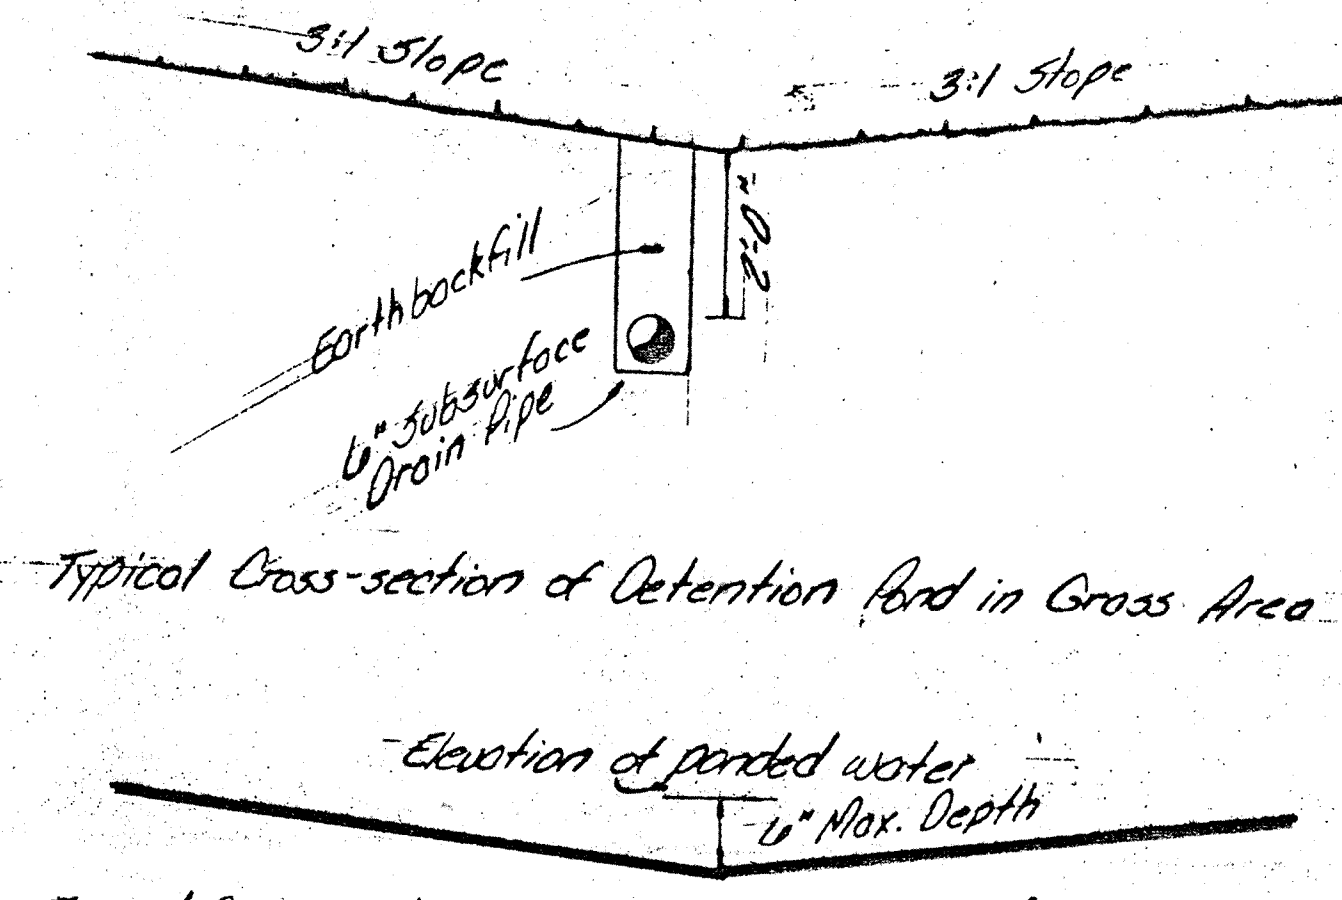 3:1 Slope
3:1 Slope
2'-0"
Earth backfill
6" Subsurface
Drain Pipe
Typical Cross-section of Detention Pond in Grass Area
Elevation of ponded water
6" Max. Depth